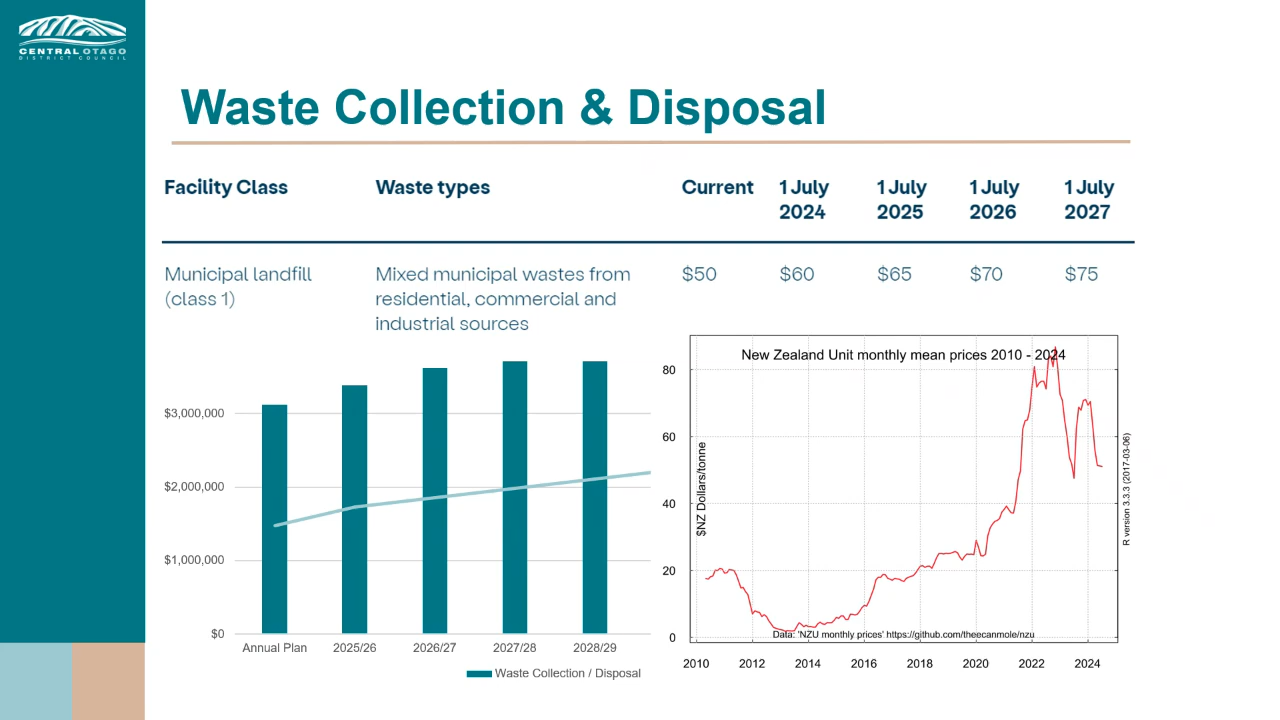 CENTRAL OTAGO
DISTRICT COUNCIL
Waste Collection & Disposal
Facility Class
Waste types
Current
1 July
2024
1 July
2025
1 July
2026
1 July
2027
Municipal landfill
(class 1)
Mixed municipal wastes from
residential, commercial and
industrial sources
$50
$60
$65
$70
$75
$3,000,000
$2,000,000
$1,000,000
$0
Annual Plan
2025/26
2026/27
2027/28
2028/29
Waste Collection / Disposal
New Zealand Unit monthly mean prices 2010 - 2024
80
60
40
20
0
$NZ Dollars/tonne
R version 3.3.3 (2017-03-06)
Data: 'NZU monthly prices' https://github.com/theecanmole/nzu
2010
2012
2014
2016
2018
2020
2022
2024